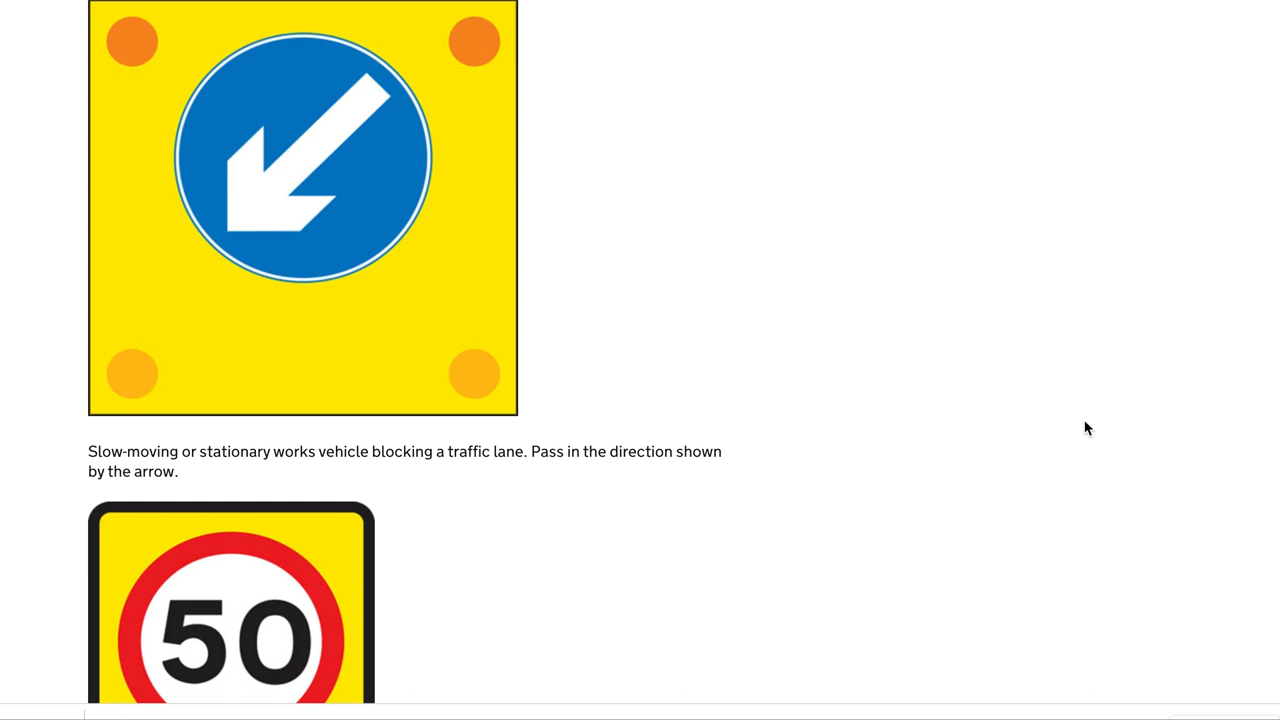 Slow-moving or stationary works vehicle blocking a traffic lane. Pass in the direction shown
by the arrow.
50